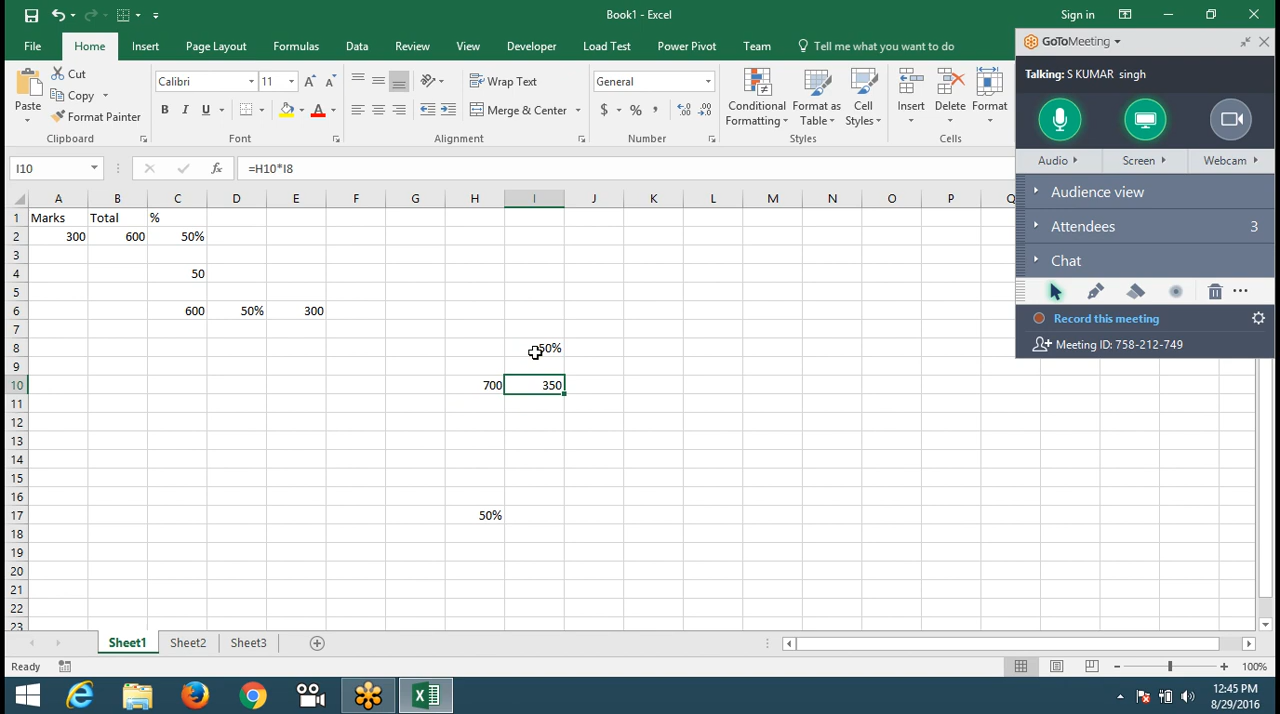 Book1 - Excel
Sign in
File Home Insert Page Layout Formulas Data Review View Developer Load Test Power Pivot Team Tell me what you want to do
Paste
Cut
Copy
Format Painter
Clipboard
Calibri 11
B I U A
Font
Wrap Text
Merge & Center
Alignment
General
$ % ,
Number
Conditional Formatting
Format as Table
Cell Styles
Styles
Insert Delete Format
Cells
GoToMeeting
Talking: S KUMAR singh
Audio Screen Webcam
Audience view
Attendees 3
Chat
Record this meeting
Meeting ID: 758-212-749
I10 fx =H10*I8
A B C D E F G H I J K L M N O P Q
1 Marks Total %
2 300 600 50%
3
4 50
5
6 600 50% 300
7
8 50%
9
10 700 350
11
12
13
14
15
16
17 50%
18
19
20
21
22
23
Sheet1 Sheet2 Sheet3
Ready
100%
12:45 PM
8/29/2016